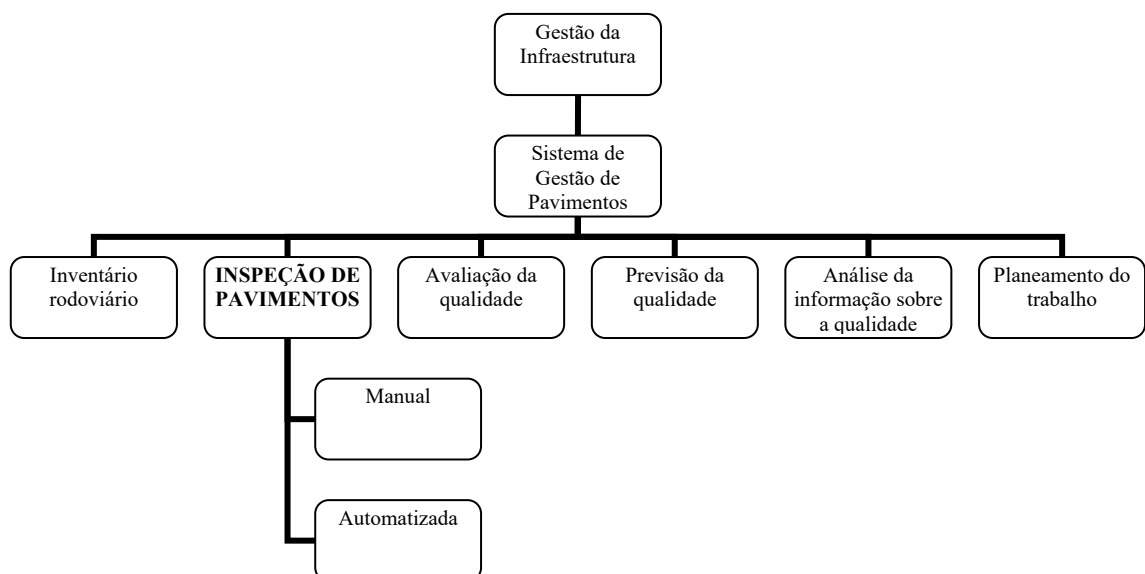 Gestão da
Infraestrutura
Sistema de
Gestão de
Pavimentos
Inventário
rodoviário
INSPEÇÃO DE
PAVIMENTOS
Avaliação da
qualidade
Previsão da
qualidade
Análise da
informação sobre
a qualidade
Planeamento do
trabalho
Manual
Automatizada